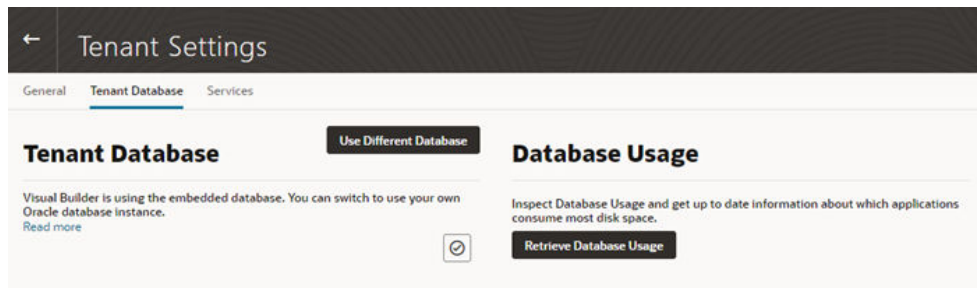 Tenant Settings
General Tenant Database Services
Tenant Database
Use Different Database
Visual Builder is using the embedded database. You can switch to use your own
Oracle database instance.
Read more
Database Usage
Inspect Database Usage and get up to date information about which applications
consume most disk space.
Retrieve Database Usage